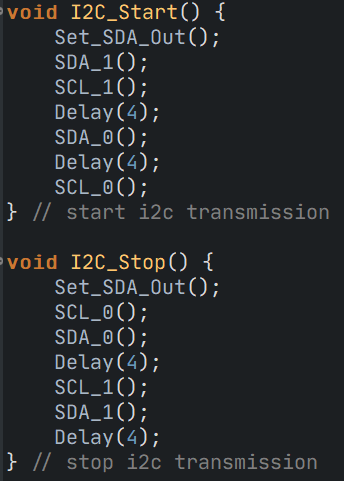 void I2C_Start() {
    Set_SDA_Out();
    SDA_1();
    SCL_1();
    Delay(4);
    SDA_0();
    Delay(4);
    SCL_0();
} // start i2c transmission

void I2C_Stop() {
    Set_SDA_Out();
    SCL_0();
    SDA_0();
    Delay(4);
    SCL_1();
    SDA_1();
    Delay(4);
} // stop i2c transmission